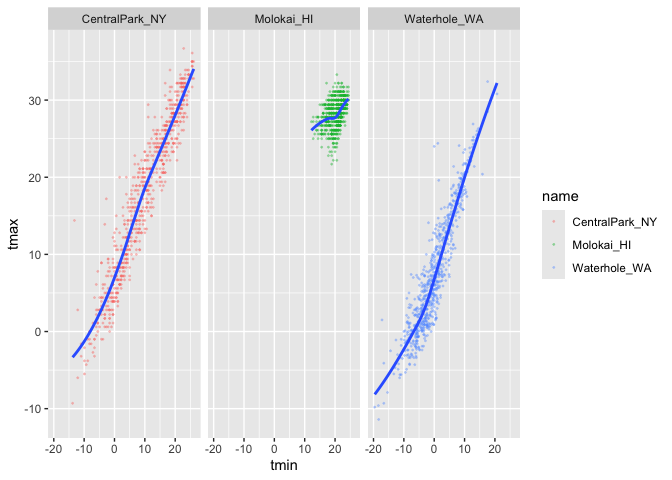 CentralPark_NY
Molokai_HI
Waterhole_WA
tmax
30
20
10
0
-10
-20 -10 0 10 20
-20 -10 0 10 20
-20 -10 0 10 20
tmin
name
CentralPark_NY
Molokai_HI
Waterhole_WA